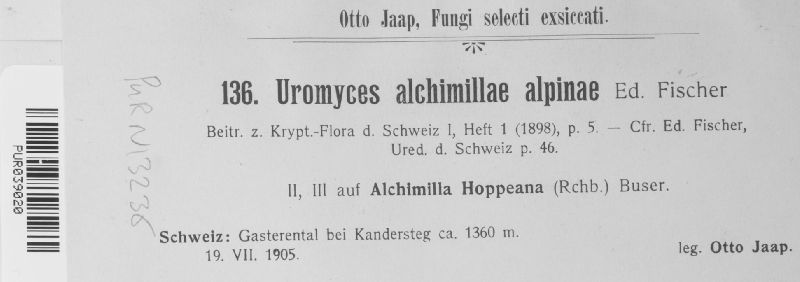 Otto Jaap, Fungi selecti exsiccati.
136. Uromyces alchimillae alpinae Ed. Fischer
Beitr. z. Krypt.-Flora d. Schweiz I, Heft 1 (1898), p. 5. — Cfr. Ed. Fischer,
Ured. d. Schweiz p. 46.
II, III auf Alchimilla Hoppeana (Rchb.) Buser.
Schweiz: Gasterental bei Kandersteg ca. 1360 m.
19. VII. 1905.
leg. Otto Jaap.
PUR N13236
PUR039020